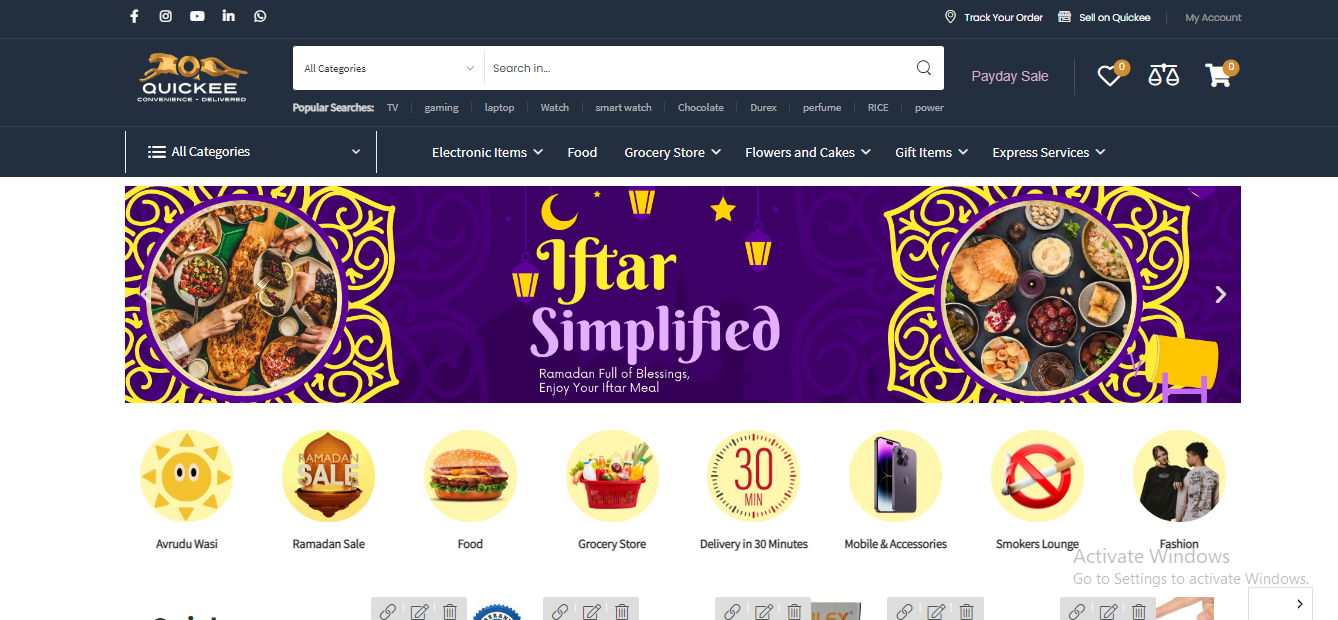 Track Your Order
Sell on Quickee
My Account
QUICKEE
CONVENIENCE - DELIVERED
All Categories
Search in...
Payday Sale
0
0
Popular Searches: TV gaming laptop Watch smart watch Chocolate Durex perfume RICE power
All Categories
Electronic Items
Food
Grocery Store
Flowers and Cakes
Gift Items
Express Services
Iftar
Simplified
Ramadan Full of Blessings,
Enjoy Your Iftar Meal
RAMADAN
SALE
30
MIN
Avrudu Wasi
Ramadan Sale
Food
Grocery Store
Delivery in 30 Minutes
Mobile & Accessories
Smokers Lounge
Fashion
Activate Windows
Go to Settings to activate Windows.